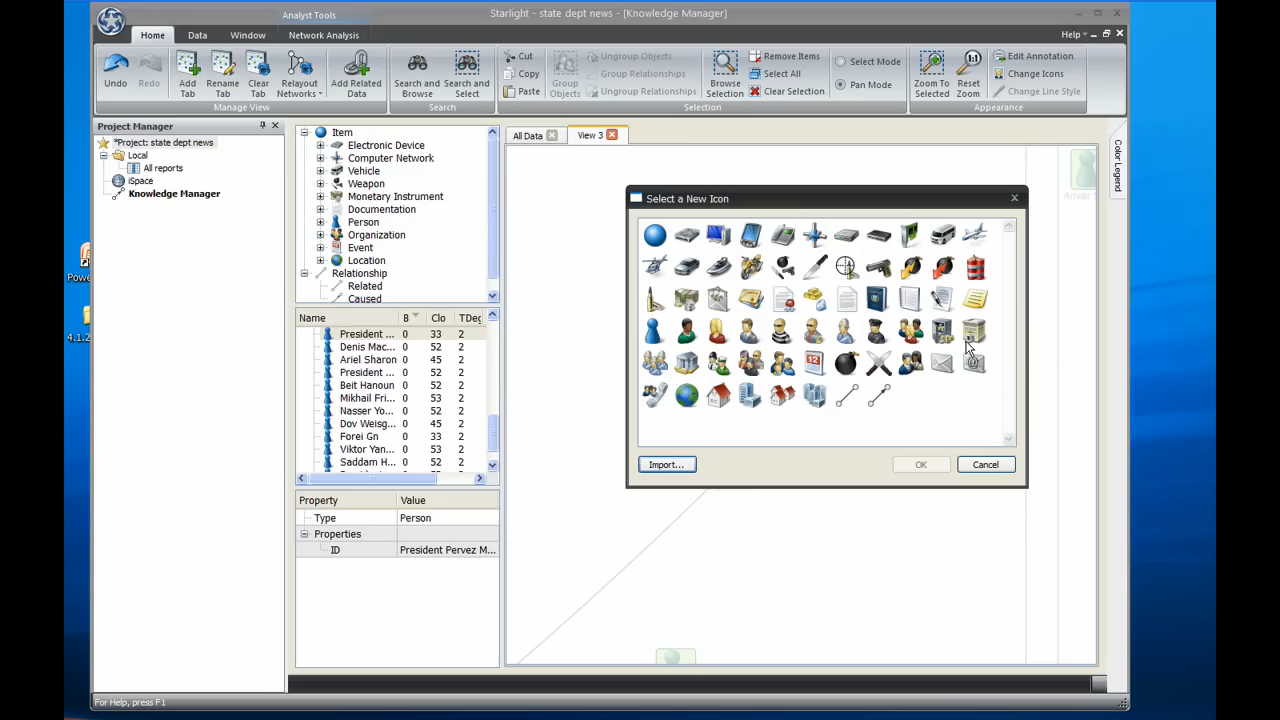 Analyst Tools
Starlight - state dept news - [Knowledge Manager]
Home
Data
Window
Network Analysis
Help
Undo
Redo
Add Tab
Rename Tab
Clear Tab
Relayout Networks
Manage View
Add Related Data
Search and Browse
Search and Select
Search
Cut
Copy
Paste
Group Objects
Ungroup Objects
Group Relationships
Ungroup Relationships
Browse Selection
Remove Items
Select All
Clear Selection
Selection
Select Mode
Pan Mode
Zoom To Selected
Reset Zoom
Edit Annotation
Change Icons
Change Line Style
Appearance
Project Manager
*Project: state dept news
Local
All reports
iSpace
Knowledge Manager
Item
Electronic Device
Computer Network
Vehicle
Weapon
Monetary Instrument
Documentation
Person
Organization
Event
Location
Relationship
Related
Caused
Name B Clo TDeg
President ... 0 33 2
Denis Mac... 0 52 2
Ariel Sharon 0 45 2
President ... 0 52 2
Beit Hanoun 0 52 2
Mikhail Fri... 0 53 2
Nasser Yo... 0 52 2
Dov Weisg... 0 45 2
Forei Gn 0 33 2
Viktor Yan... 0 53 2
Saddam H... 0 52 2
Property Value
Type Person
Properties
ID President Pervez M...
All Data
View 3
Color Legend
Select a New Icon
12
Import...
OK
Cancel
For Help, press F1